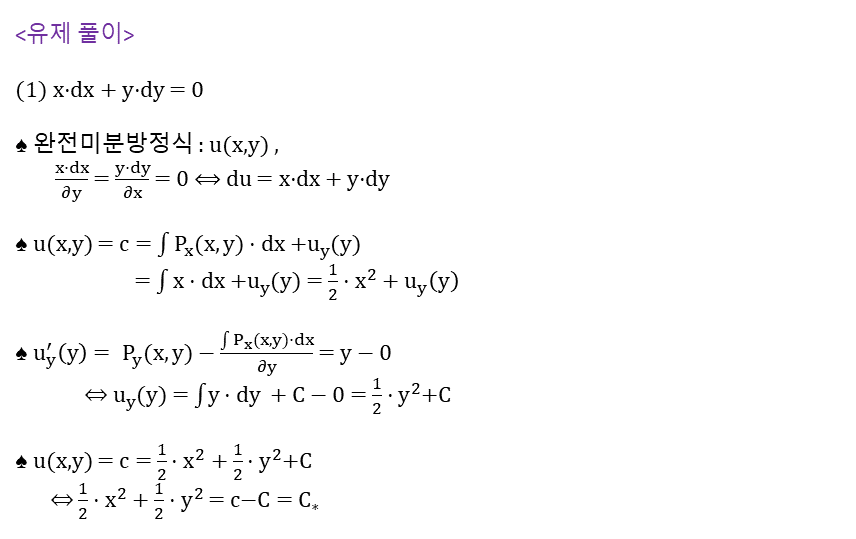 <유제 풀이>
(1) x·dx + y·dy = 0
♠ 완전미분방정식 : u(x,y) ,
x·dx/∂y = y·dy/∂x = 0 ⟺ du = x·dx + y·dy
♠ u(x,y) = c = ∫ Pₓ(x,y) · dx +u_y(y)
= ∫ x · dx +u_y(y) = 1/2 · x² + u_y(y)
♠ u′_y(y) = P_y(x,y) − ∫ Pₓ(x,y)·dx/∂y = y − 0
⟺ u_y(y) = ∫y · dy + C − 0 = 1/2 · y²+C
♠ u(x,y) = c = 1/2 · x² + 1/2 · y²+C
⟺ 1/2 · x² + 1/2 · y² = c−C = C₊